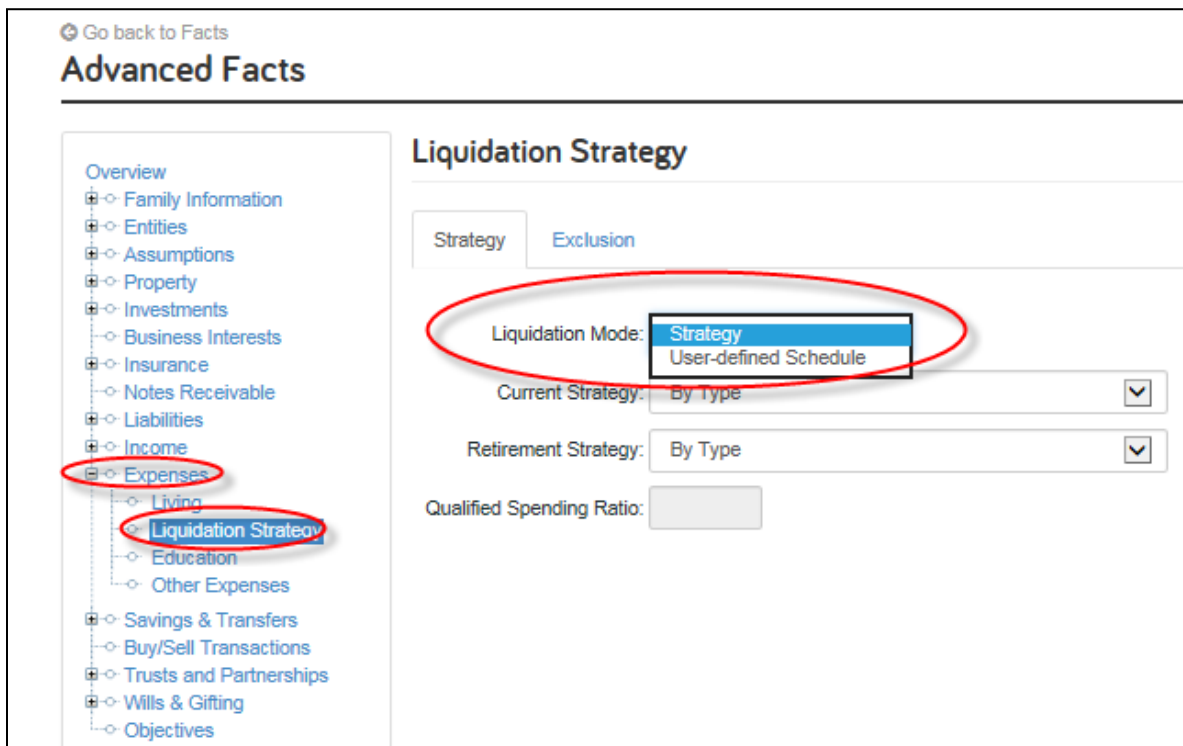 Go back to Facts
Advanced Facts
Overview
Family Information
Entities
Assumptions
Property
Investments
Business Interests
Insurance
Notes Receivable
Liabilities
Income
Expenses
Living
Liquidation Strategy
Education
Other Expenses
Savings & Transfers
Buy/Sell Transactions
Trusts and Partnerships
Wills & Gifting
Objectives
Liquidation Strategy
Strategy Exclusion
Liquidation Mode: Strategy
User-defined Schedule
Current Strategy: By Type
Retirement Strategy: By Type
Qualified Spending Ratio: